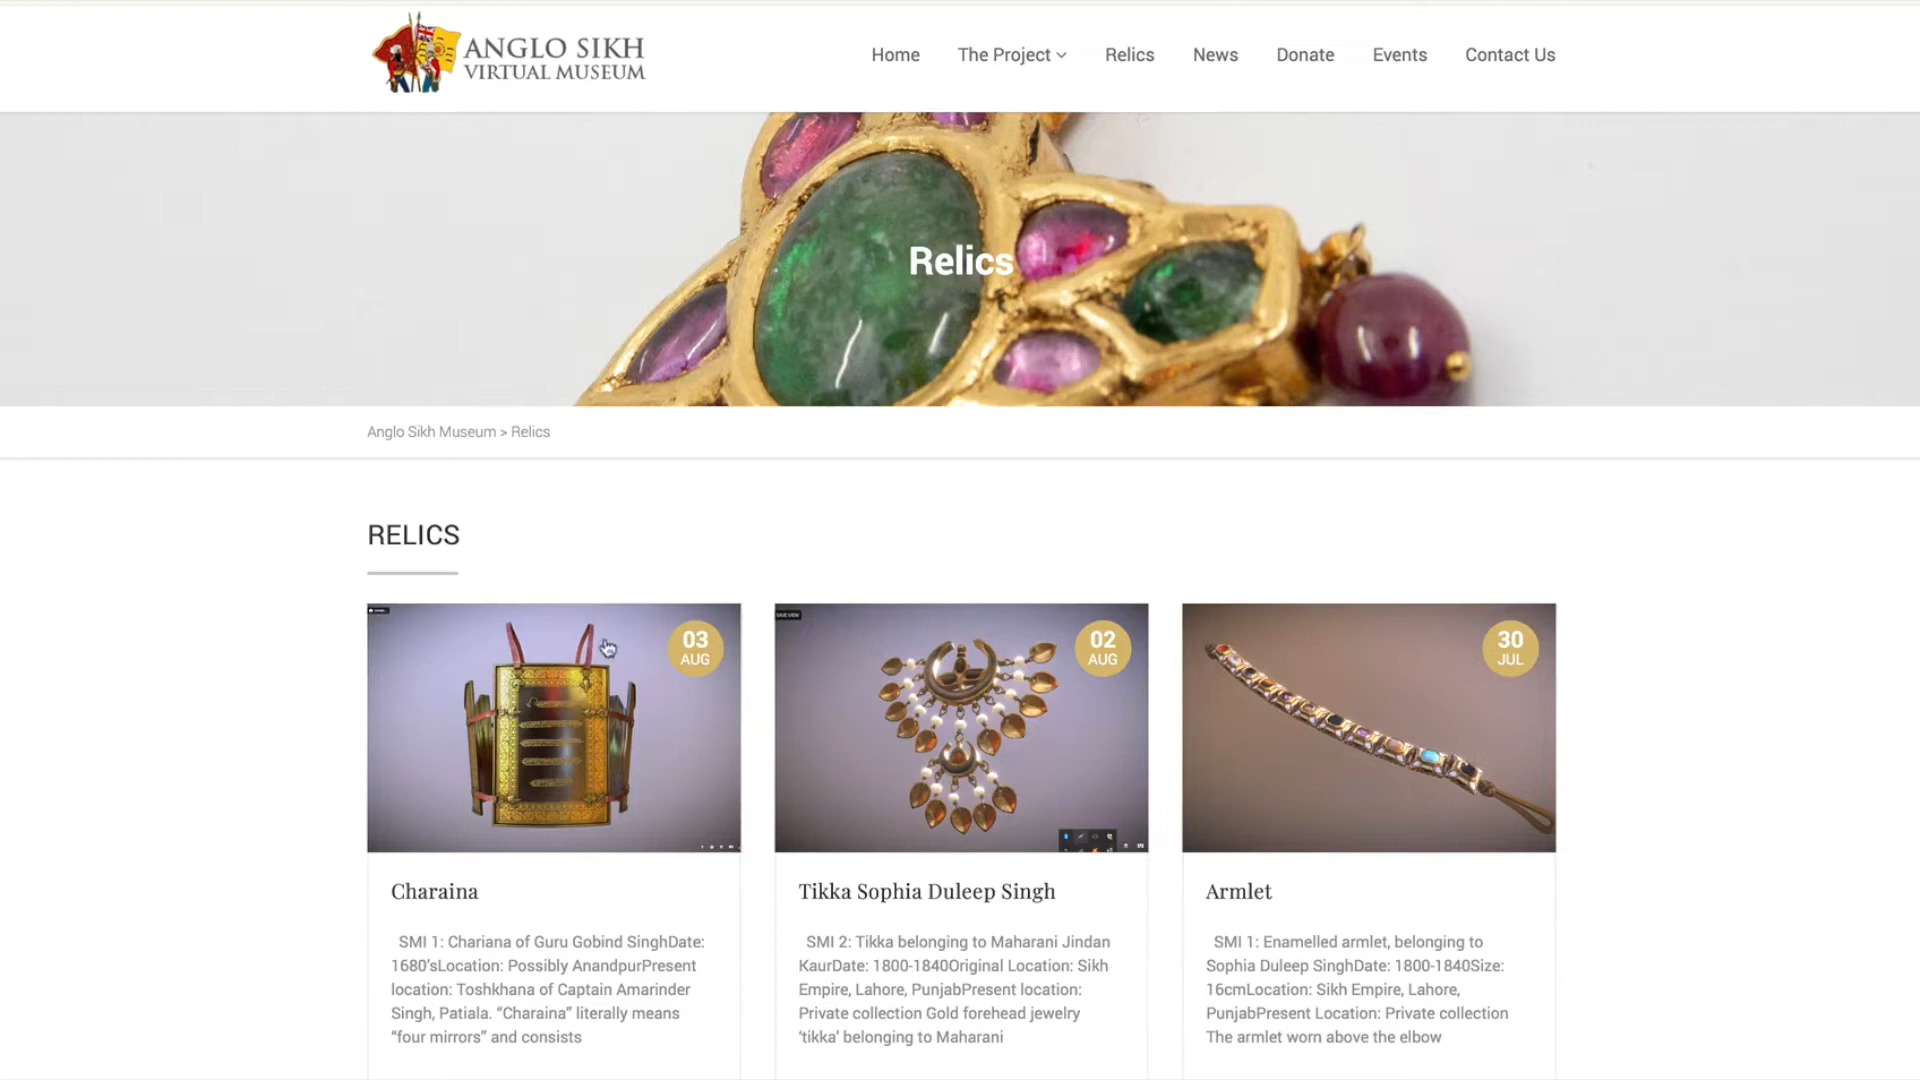 ANGLO SIKH
VIRTUAL MUSEUM
Home The Project Relics News Donate Events Contact Us
Relics
Anglo Sikh Museum > Relics
RELICS
03
AUG
SAVE VIEW
02
AUG
30
JUL
Charaina
SMI 1: Chariana of Guru Gobind SinghDate:
1680’sLocation: Possibly AnandpurPresent
location: Toshkhana of Captain Amarinder
Singh, Patiala. “Charaina” literally means
“four mirrors” and consists
Tikka Sophia Duleep Singh
SMI 2: Tikka belonging to Maharani Jindan
KaurDate: 1800-1840Original Location: Sikh
Empire, Lahore, PunjabPresent location:
Private collection Gold forehead jewelry
‘tikka’ belonging to Maharani
Armlet
SMI 1: Enamelled armlet, belonging to
Sophia Duleep SinghDate: 1800-1840Size:
16cmLocation: Sikh Empire, Lahore,
PunjabPresent Location: Private collection
The armlet worn above the elbow